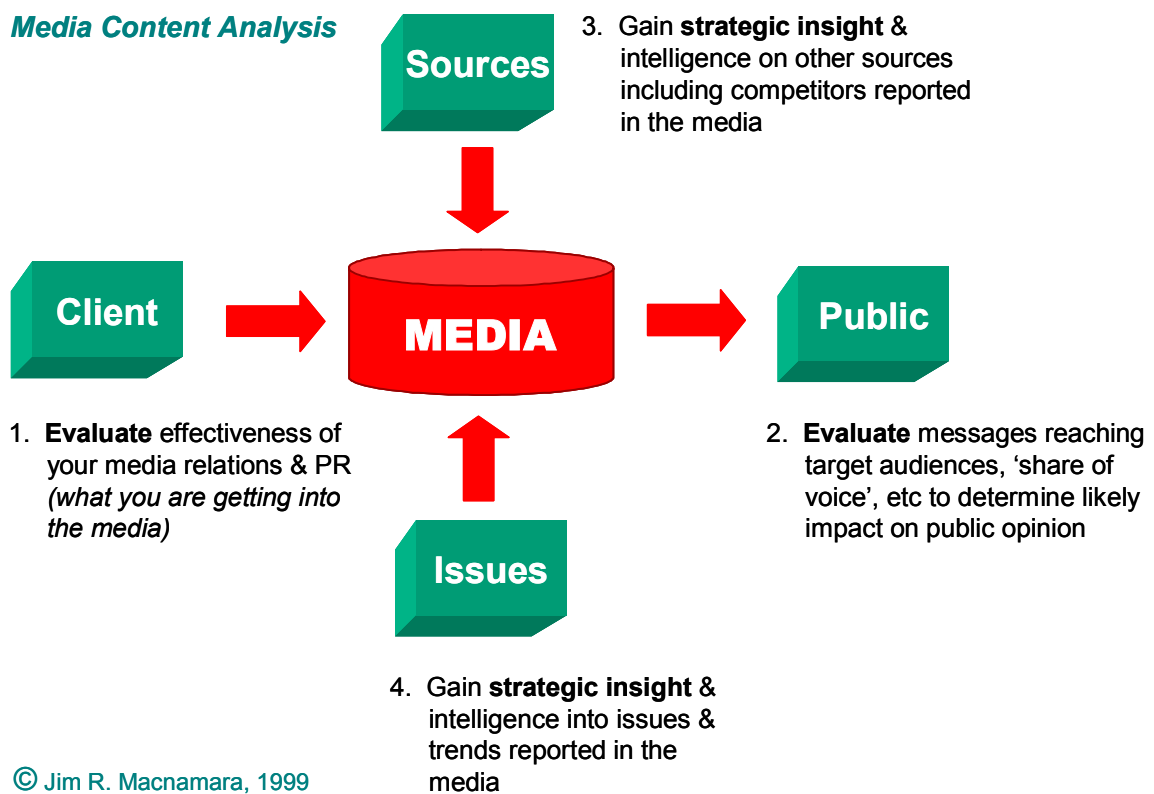 Media Content Analysis
Sources
3. Gain strategic insight &
intelligence on other sources
including competitors reported
in the media
Client
MEDIA
Public
1. Evaluate effectiveness of
your media relations & PR
(what you are getting into
the media)
2. Evaluate messages reaching
target audiences, ‘share of
voice’, etc to determine likely
impact on public opinion
Issues
4. Gain strategic insight &
intelligence into issues &
trends reported in the
media
© Jim R. Macnamara, 1999